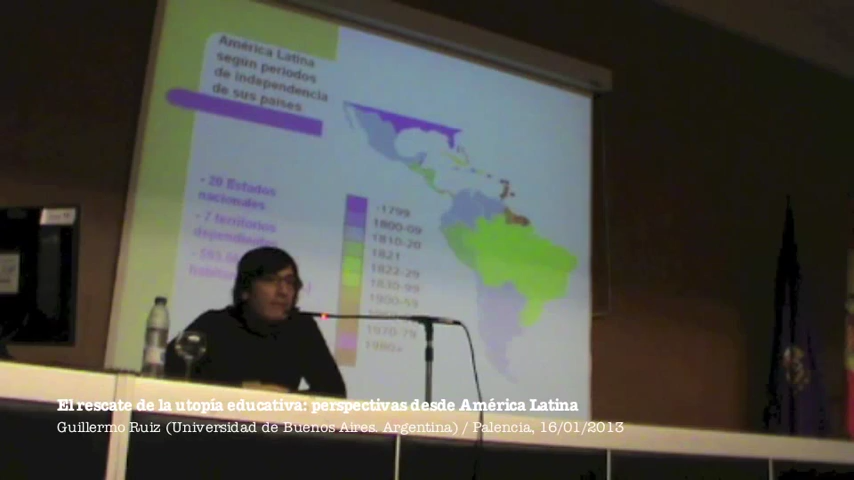 América Latina
según periodos
de independencia
de sus países
- 20 Estados
nacionales
- 7 territorios
dependientes
-1799
1800-09
1810-20
1821
1822-29
1830-99
1900-59
1970-79
1980+
El rescate de la utopía educativa: perspectivas desde América Latina
Guillermo Ruiz (Universidad de Buenos Aires. Argentina) / Palencia, 16/01/2013